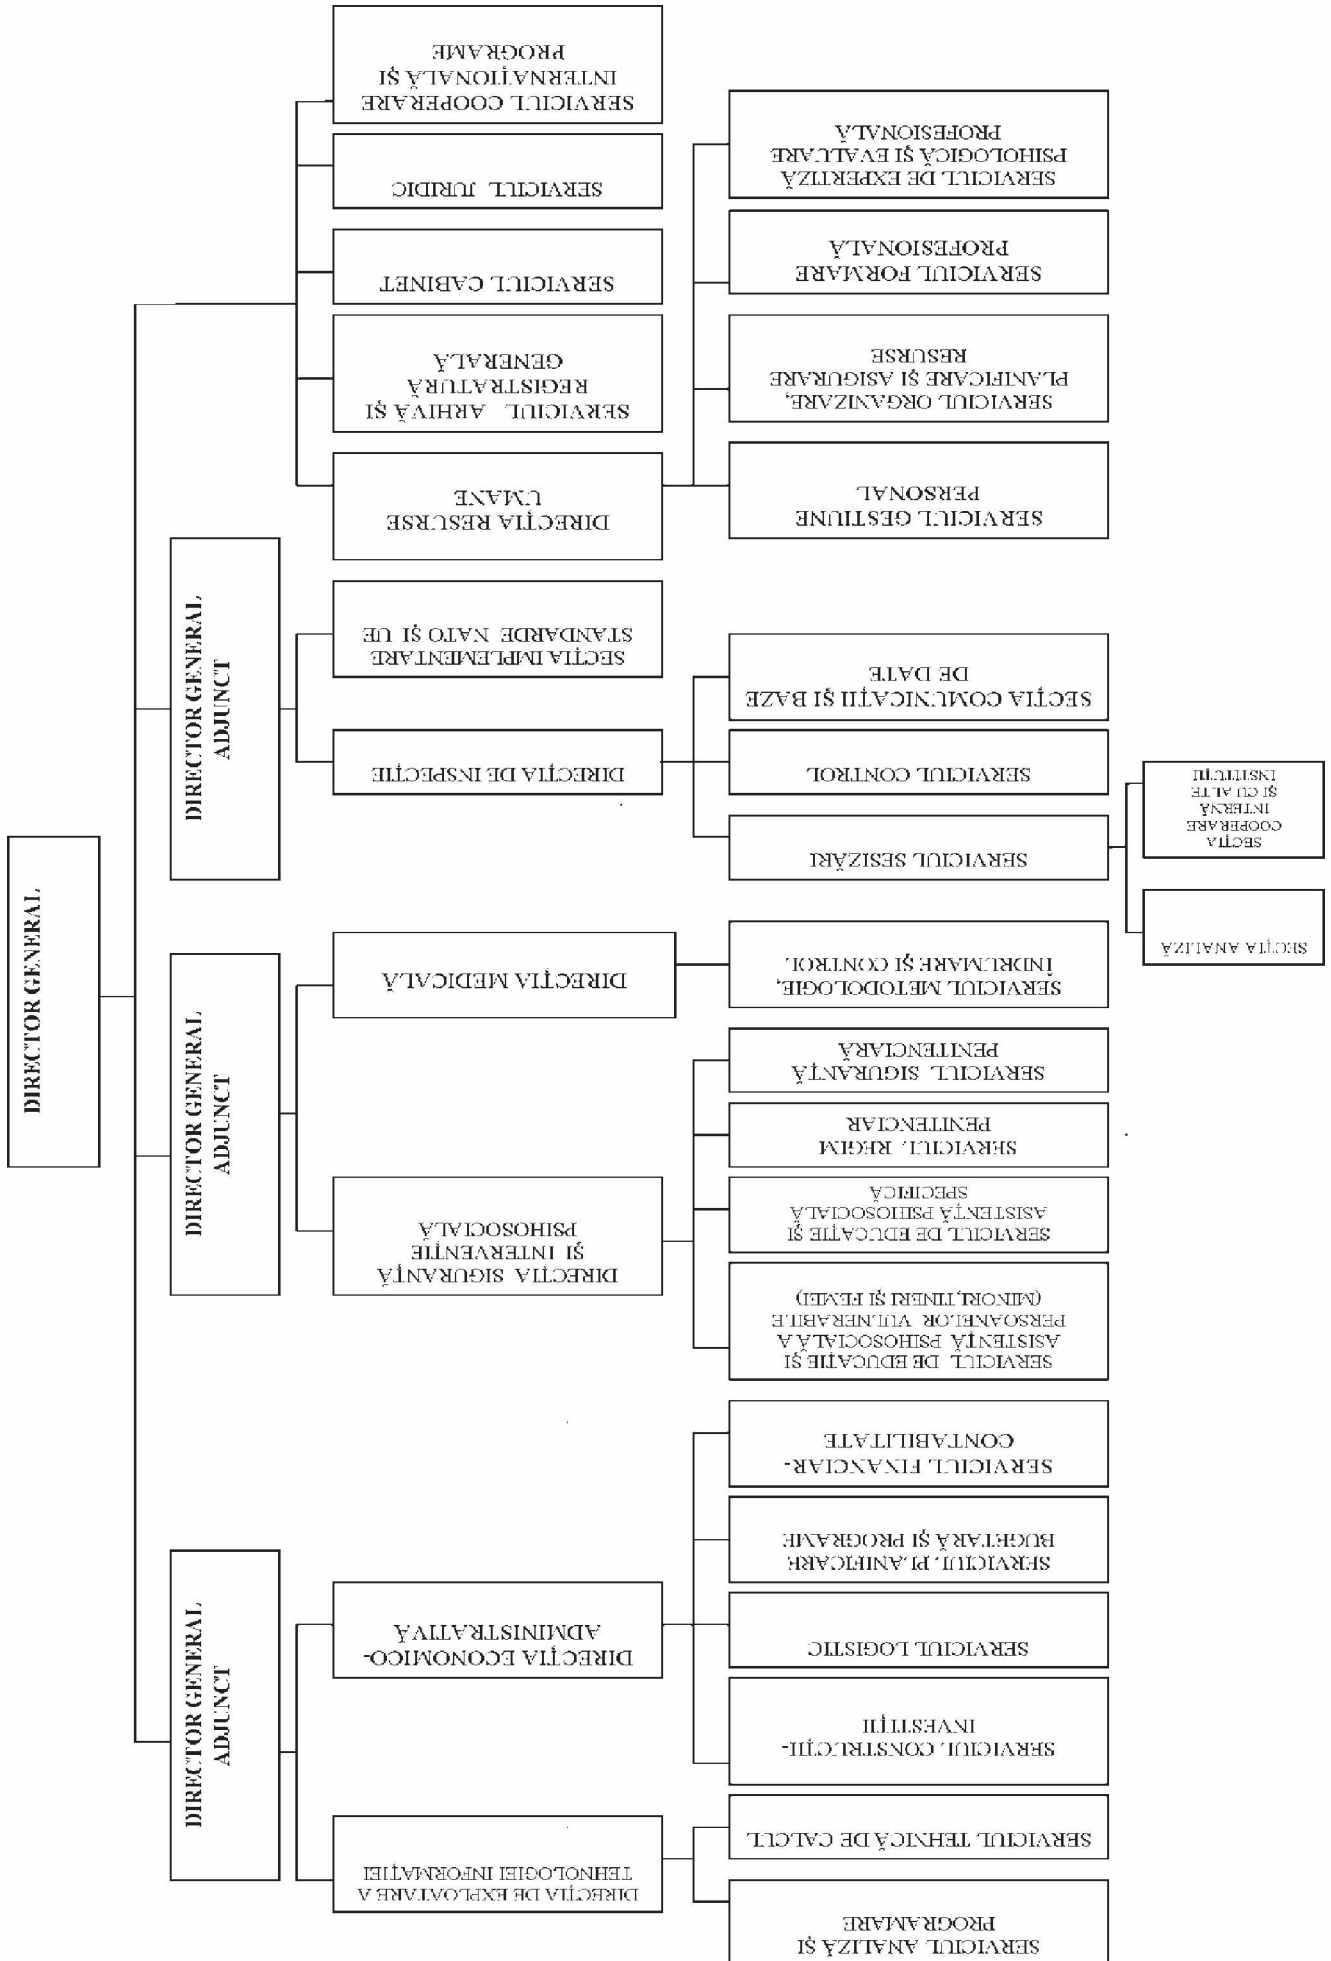 DIRECTOR GENERAL
DIRECTOR GENERAL
ADJUNCT
DIRECTOR GENERAL
ADJUNCT
DIRECTOR GENERAL
ADJUNCT
SERVICIUL COOPERARE
INTERNAȚIONALĂ ȘI
PROGRAME
SERVICIUL JURIDIC
SERVICIUL CABINET
SERVICIUL ARHIVĂ ȘI
REGISTRATURĂ
GENERALĂ
DIRECȚIA RESURSE
UMANE
SERVICIUL DE EXPERTIZĂ
PSIHOLOGICĂ ȘI EVALUARE
PROFESIONALĂ
SERVICIUL FORMARE
PROFESIONALĂ
SERVICIUL ORGANIZARE,
PLANIFICARE ȘI ASIGURARE
RESURSE
SERVICIUL GESTIUNE
PERSONAL
SECȚIA IMPLEMENTARE
STANDARDE NATO ȘI UE
DIRECȚIA DE INSPECȚIE
SECȚIA COMUNICAȚII ȘI BAZE
DE DATE
SERVICIUL CONTROL
SERVICIUL SESIZĂRI
SECȚIA
COOPERARE
INTERNĂ
ȘI CU ALTE
INSTITUȚII
SECȚIA ANALIZĂ
DIRECȚIA MEDICALĂ
SERVICIUL METODOLOGIE,
ÎNDRUMARE ȘI CONTROL
DIRECȚIA SIGURANȚĂ
ȘI INTERVENȚIE
PSIHOSOCIALĂ
SERVICIUL SIGURANȚĂ
PENITENCIARĂ
SERVICIUL REGIM
PENITENCIAR
SERVICIUL DE EDUCAȚIE ȘI
ASISTENȚĂ PSIHOSOCIALĂ
SPECIFICĂ
SERVICIUL DE EDUCAȚIE ȘI
ASISTENȚĂ PSIHOSOCIALĂ A
PERSOANELOR VULNERABILE
(MINORI, TINERI ȘI FEMEI)
DIRECȚIA ECONOMICO-
ADMINISTRATIVĂ
SERVICIUL FINANCIAR-
CONTABILITATE
SERVICIUL PLANIFICARE
BUGETARĂ ȘI PROGRAME
SERVICIUL LOGISTIC
SERVICIUL CONSTRUCȚII-
INVESTIȚII
DIRECȚIA DE EXPLOATARE A
TEHNOLOGIEI INFORMAȚIEI
SERVICIUL TEHNICĂ DE CALCUL
SERVICIUL ANALIZĂ ȘI
PROGRAMARE